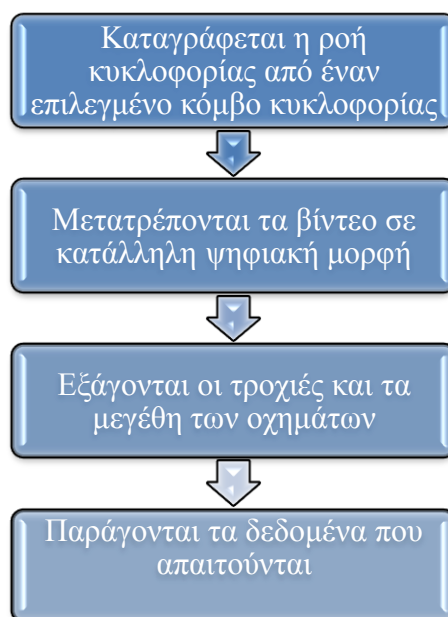 Καταγράφεται η ροή
κυκλοφορίας από έναν
επιλεγμένο κόμβο κυκλοφορίας
Μετατρέπονται τα βίντεο σε
κατάλληλη ψηφιακή μορφή
Εξάγονται οι τροχιές και τα
μεγέθη των οχημάτων
Παράγονται τα δεδομένα που
απαιτούνται